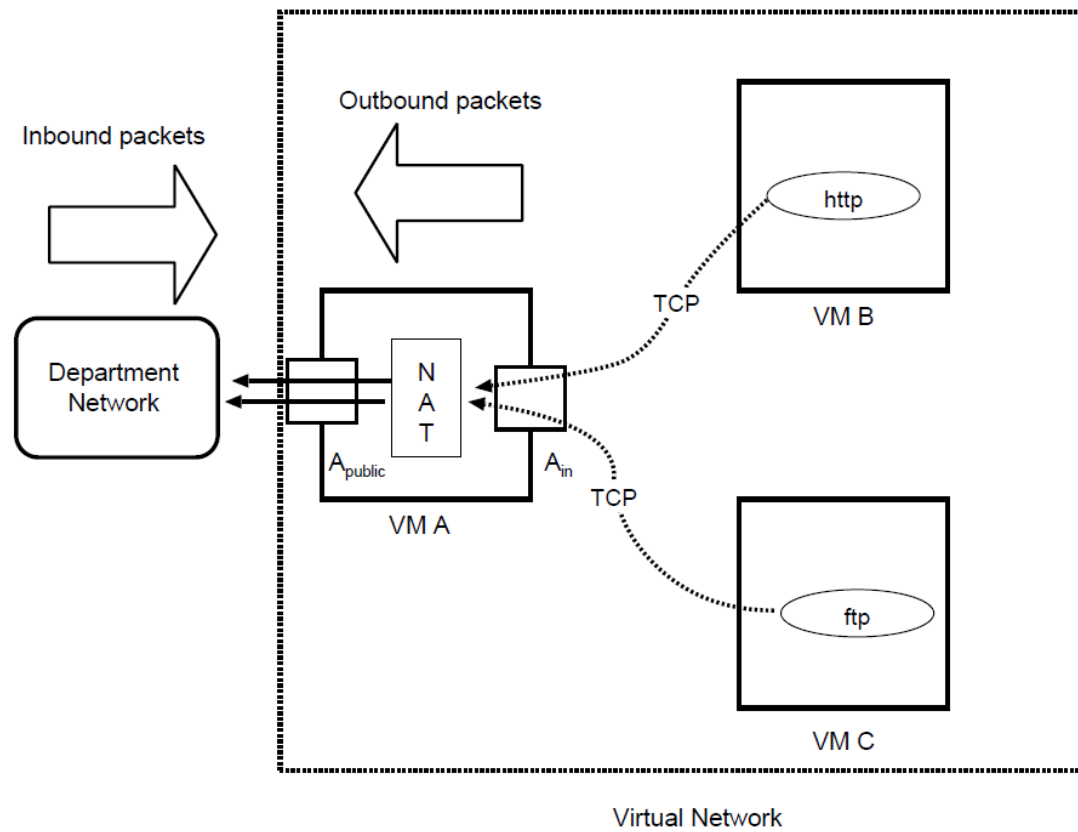 Outbound packets
Inbound packets
http
TCP
VM B
Department
Network
N
A
T
A_public
A_in
VM A
TCP
ftp
VM C
Virtual Network